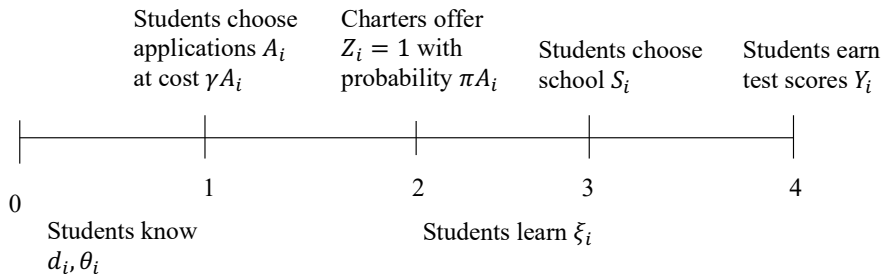 Students choose
applications A_i
at cost γA_i
Charters offer
Z_i = 1 with
probability πA_i
Students choose
school S_i
Students earn
test scores Y_i
0
1
2
3
4
Students know
d_i, θ_i
Students learn ξ_i